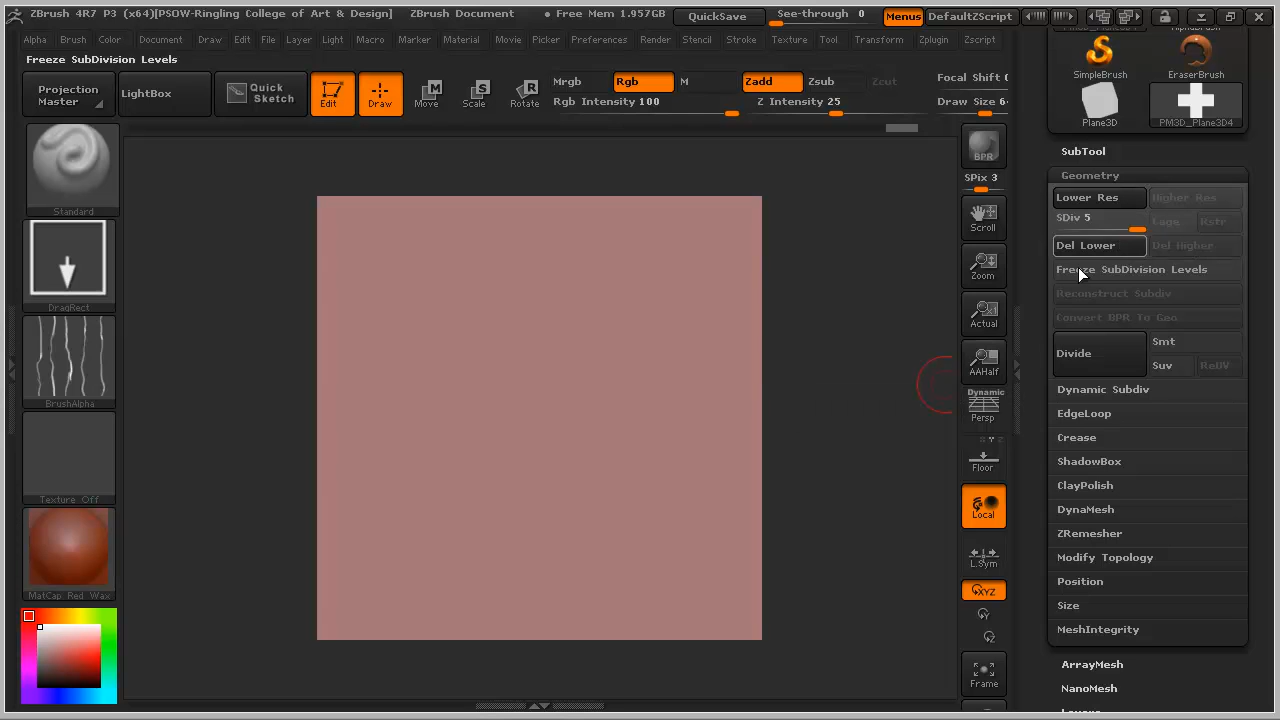 ZBrush 4R7 P3 (x64)[PSOW-Ringling College of Art & Design]
ZBrush Document
• Free Mem 1.957GB
QuickSave
See-through 0
Menus
DefaultZScript
Alpha
Brush
Color
Document
Draw
Edit
File
Layer
Light
Macro
Marker
Material
Movie
Picker
Preferences
Render
Stencil
Stroke
Texture
Tool
Transform
Zplugin
Zscript
Freeze SubDivision Levels
Projection
Master
LightBox
Quick
Sketch
Edit
Draw
Move
Scale
Rotate
Mrgb
Rgb
M
Zadd
Zsub
Zcut
Focal Shift 0
Rgb Intensity 100
Z Intensity 25
Draw Size 6
SimpleBrush
EraserBrush
Plane3D
PM3D_Plane3D4
Standard
DragRect
BrushAlpha
Texture Off
MatCap Red Wax
BPR
SPix 3
Scroll
Zoom
Actual
AAHalf
Dynamic
Persp
Floor
Local
L.Sym
XYZ
Y
Z
Frame
SubTool
Geometry
Lower Res
Higher Res
SDiv 5
Cage
Rstr
Del Lower
Del Higher
Freeze SubDivision Levels
Reconstruct Subdiv
Convert BPR To Geo
Divide
Smt
Suv
ReUV
Dynamic Subdiv
EdgeLoop
Crease
ShadowBox
ClayPolish
DynaMesh
ZRemesher
Modify Topology
Position
Size
MeshIntegrity
ArrayMesh
NanoMesh
Layers